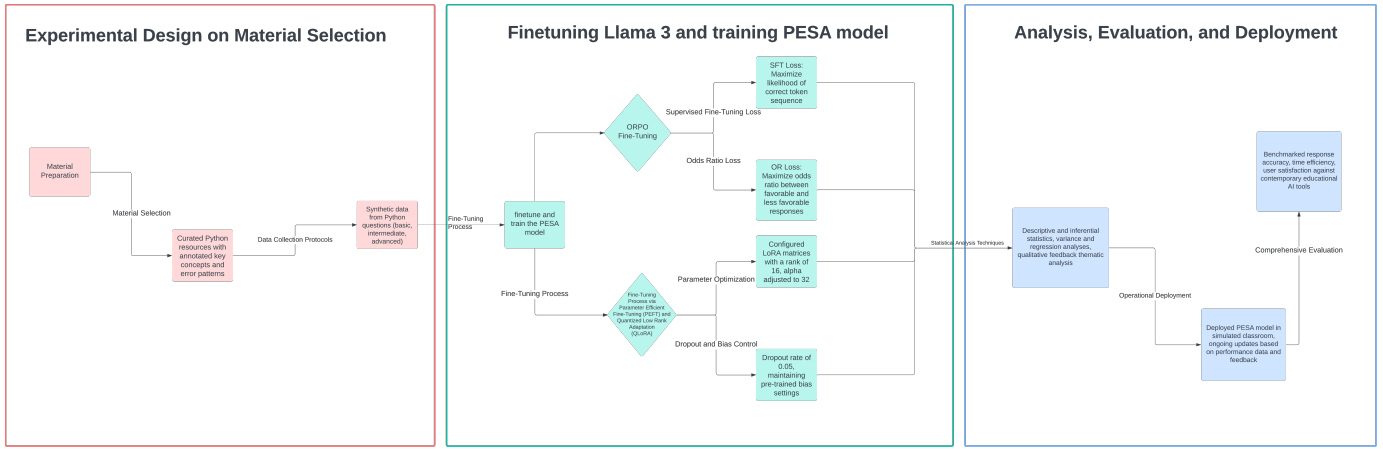 Experimental Design on Material Selection
Material
Preparation
Material Selection
Curated Python
resources with
annotated key
concepts and
error patterns
Data Collection Protocols
Synthetic data
from Python
questions (basic,
intermediate,
advanced)
Fine-Tuning
Process
Finetuning Llama 3 and training PESA model
finetune and
train the PESA
model
ORPO
Fine-Tuning
Supervised Fine-Tuning Loss
SFT Loss:
Maximize
likelihood of
correct token
sequence
Odds Ratio Loss
OR Loss:
Maximize odds
ratio between
favorable and
less favorable
responses
Fine-Tuning Process
Fine-Tuning
Process via
Parameter Efficient
Fine-Tuning (PEFT) and
Quantized Low Rank
Adaptation
(QLoRA)
Parameter Optimization
Configured
LoRA matrices
with a rank of
16, alpha
adjusted to 32
Dropout and Bias Control
Dropout rate of
0.05,
maintaining
pre-trained bias
settings
Statistical Analysis Techniques
Analysis, Evaluation, and Deployment
Descriptive and inferential
statistics, variance and
regression analyses,
qualitative feedback thematic
analysis
Operational Deployment
Deployed PESA model in
simulated classroom,
ongoing updates based
on performance data and
feedback
Comprehensive Evaluation
Benchmarked response
accuracy, time efficiency,
user satisfaction against
contemporary educational
AI tools